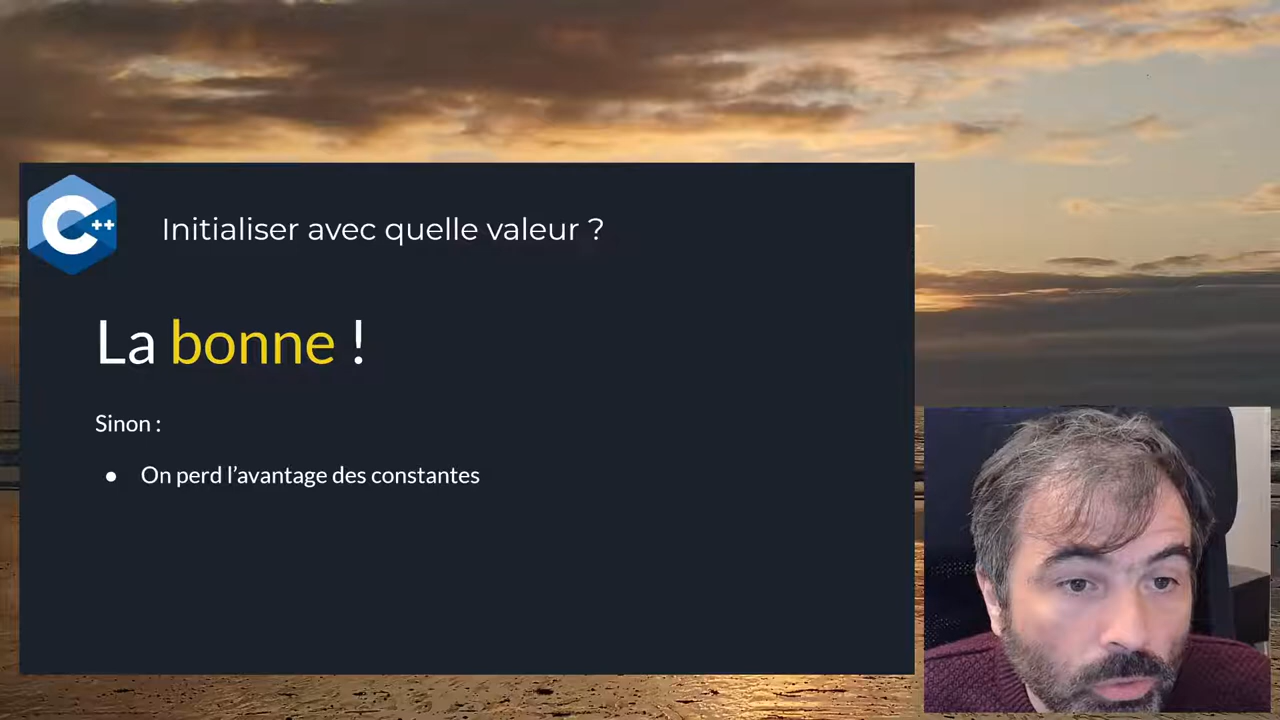 C++
Initialiser avec quelle valeur ?
La bonne !
Sinon :
● On perd l’avantage des constantes